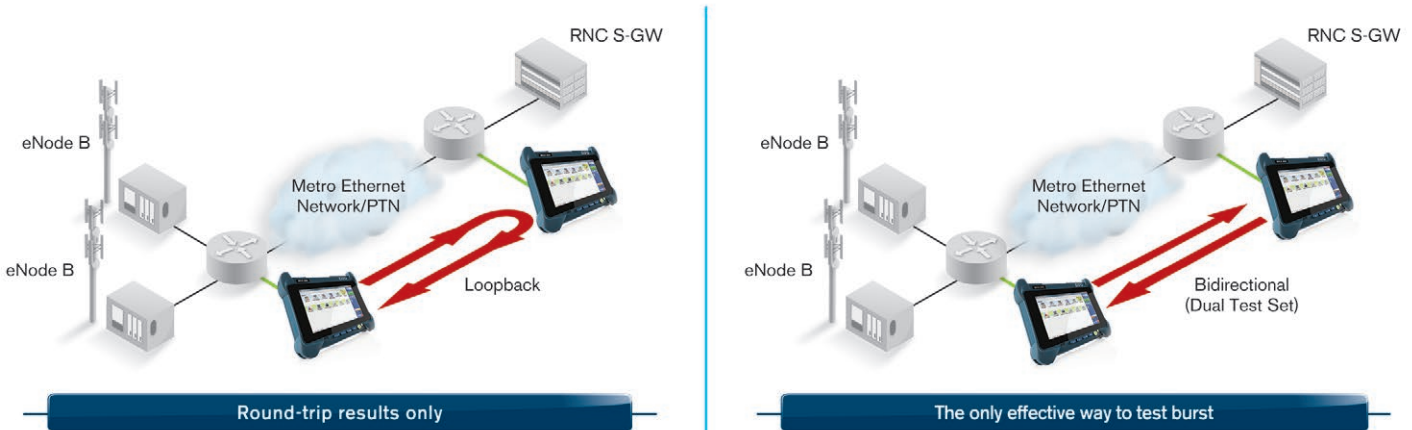 RNC S-GW
eNode B
Metro Ethernet
Network/PTN
eNode B
Loopback
Round-trip results only
RNC S-GW
eNode B
Metro Ethernet
Network/PTN
eNode B
Bidirectional
(Dual Test Set)
The only effective way to test burst